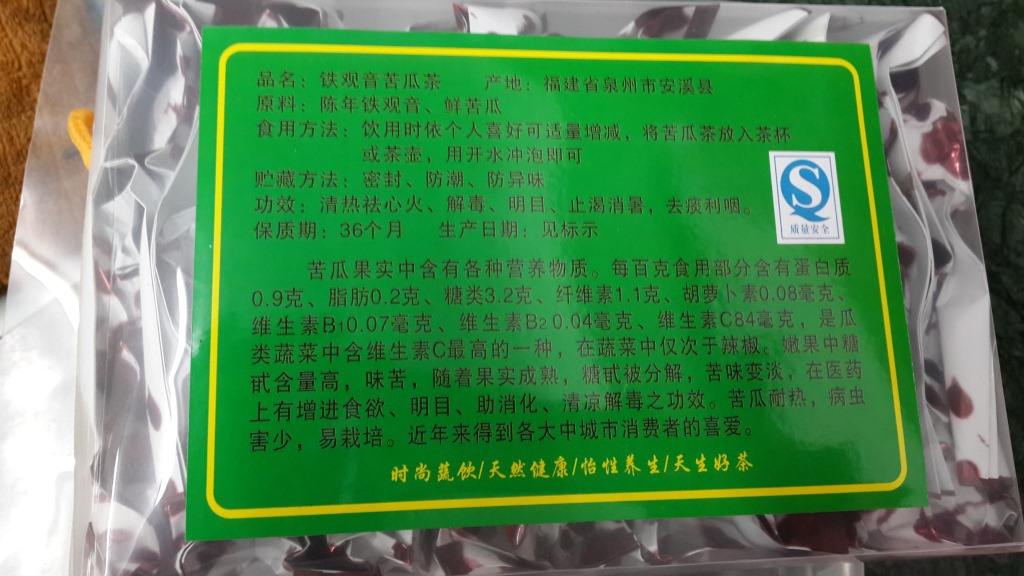 品名：铁观音苦瓜茶 产地：福建省泉州市安溪县
原料：陈年铁观音、鲜苦瓜
食用方法：饮用时依个人喜好可适量增减，将苦瓜茶放入茶杯
或茶壶，用开水冲泡即可
贮藏方法：密封、防潮、防异味
功效：清热祛心火、解毒、明目、止渴消暑，去痰利咽。
保质期：36个月 生产日期：见标示
质量安全
苦瓜果实中含有各种营养物质。每百克食用部分含有蛋白质
0.9克、脂肪0.2克、糖类3.2克、纤维素1.1克、胡萝卜素0.08毫克、
维生素B10.07毫克、维生素B2 0.04毫克、维生素C84毫克，是瓜
类蔬菜中含维生素C最高的一种，在蔬菜中仅次于辣椒。嫩果中糖
甙含量高，味苦，随着果实成熟，糖甙被分解，苦味变淡，在医药
上有增进食欲、明目、助消化、清凉解毒之功效。苦瓜耐热，病虫
害少，易栽培。近年来得到各大中城市消费者的喜爱。
时尚蔬饮/天然健康/怡性养生/天生好茶